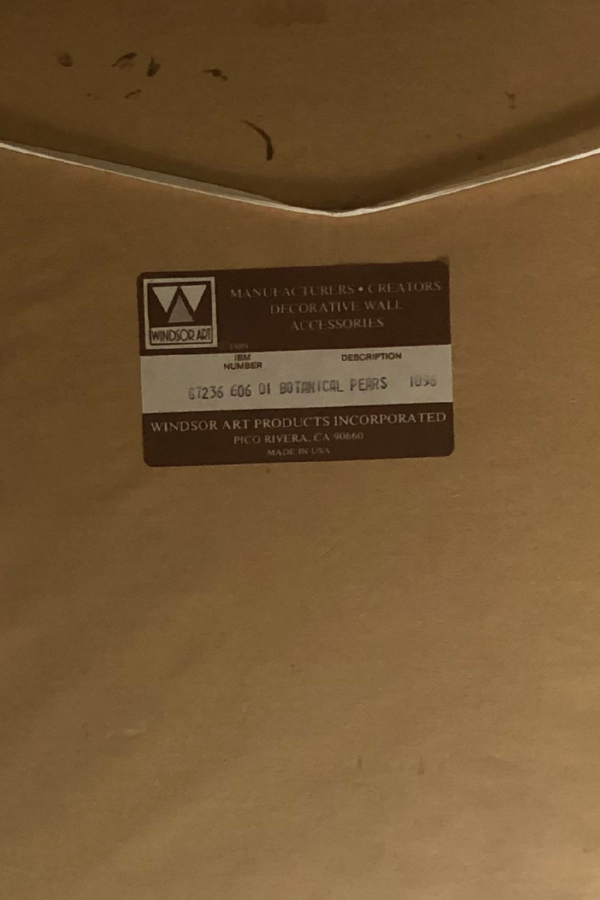 WINDSOR ART
MANUFACTURERS • CREATORS
DECORATIVE WALL
ACCESSORIES
IBM
NUMBER
DESCRIPTION
67236 606 01 BOTANICAL PEARS 1096
WINDSOR ART PRODUCTS INCORPORATED
PICO RIVERA, CA 90660
MADE IN USA